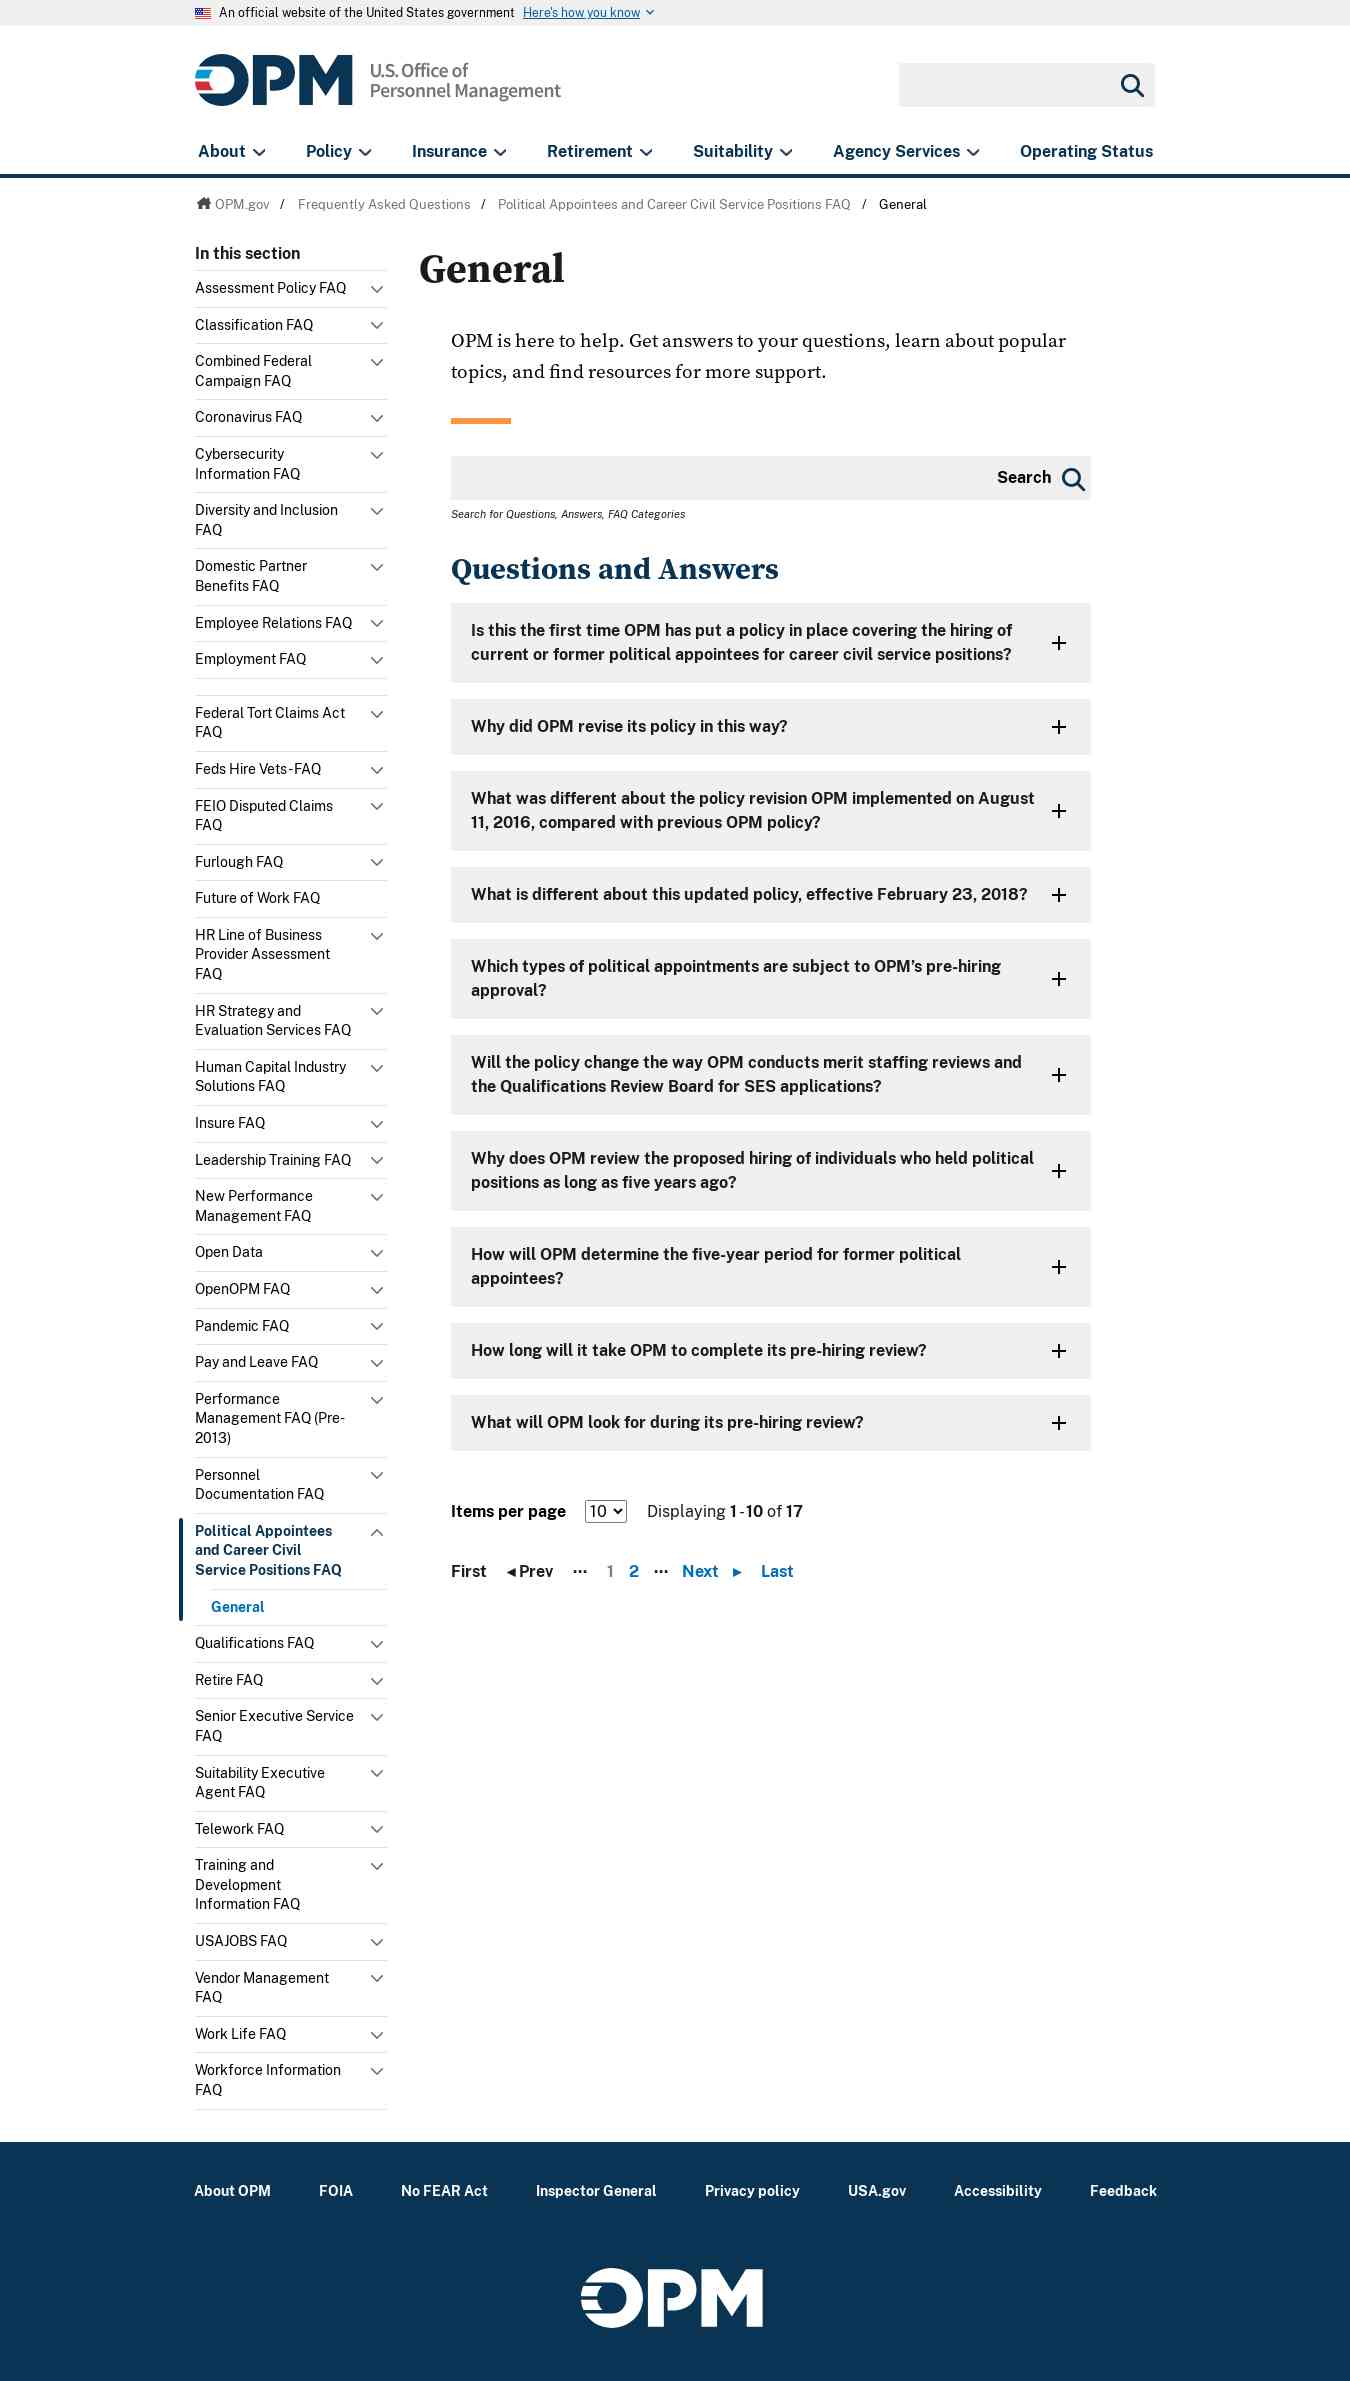 An official website of the United States government Here's how you know
OPM U.S. Office of
Personnel Management
About Policy Insurance Retirement Suitability Agency Services Operating Status
OPM.gov / Frequently Asked Questions / Political Appointees and Career Civil Service Positions FAQ / General
In this section
Assessment Policy FAQ
Classification FAQ
Combined Federal
Campaign FAQ
Coronavirus FAQ
Cybersecurity
Information FAQ
Diversity and Inclusion
FAQ
Domestic Partner
Benefits FAQ
Employee Relations FAQ
Employment FAQ
Federal Tort Claims Act
FAQ
Feds Hire Vets-FAQ
FEIO Disputed Claims
FAQ
Furlough FAQ
Future of Work FAQ
HR Line of Business
Provider Assessment
FAQ
HR Strategy and
Evaluation Services FAQ
Human Capital Industry
Solutions FAQ
Insure FAQ
Leadership Training FAQ
New Performance
Management FAQ
Open Data
OpenOPM FAQ
Pandemic FAQ
Pay and Leave FAQ
Performance
Management FAQ (Pre-
2013)
Personnel
Documentation FAQ
Political Appointees
and Career Civil
Service Positions FAQ
General
Qualifications FAQ
Retire FAQ
Senior Executive Service
FAQ
Suitability Executive
Agent FAQ
Telework FAQ
Training and
Development
Information FAQ
USAJOBS FAQ
Vendor Management
FAQ
Work Life FAQ
Workforce Information
FAQ
General
OPM is here to help. Get answers to your questions, learn about popular
topics, and find resources for more support.
Search
Search for Questions, Answers, FAQ Categories
Questions and Answers
Is this the first time OPM has put a policy in place covering the hiring of
current or former political appointees for career civil service positions?
Why did OPM revise its policy in this way?
What was different about the policy revision OPM implemented on August
11, 2016, compared with previous OPM policy?
What is different about this updated policy, effective February 23, 2018?
Which types of political appointments are subject to OPM’s pre-hiring
approval?
Will the policy change the way OPM conducts merit staffing reviews and
the Qualifications Review Board for SES applications?
Why does OPM review the proposed hiring of individuals who held political
positions as long as five years ago?
How will OPM determine the five-year period for former political
appointees?
How long will it take OPM to complete its pre-hiring review?
What will OPM look for during its pre-hiring review?
Items per page 10 Displaying 1 - 10 of 17
First ◂ Prev ··· 1 2 ··· Next ▸ Last
About OPM FOIA No FEAR Act Inspector General Privacy policy USA.gov Accessibility Feedback
OPM